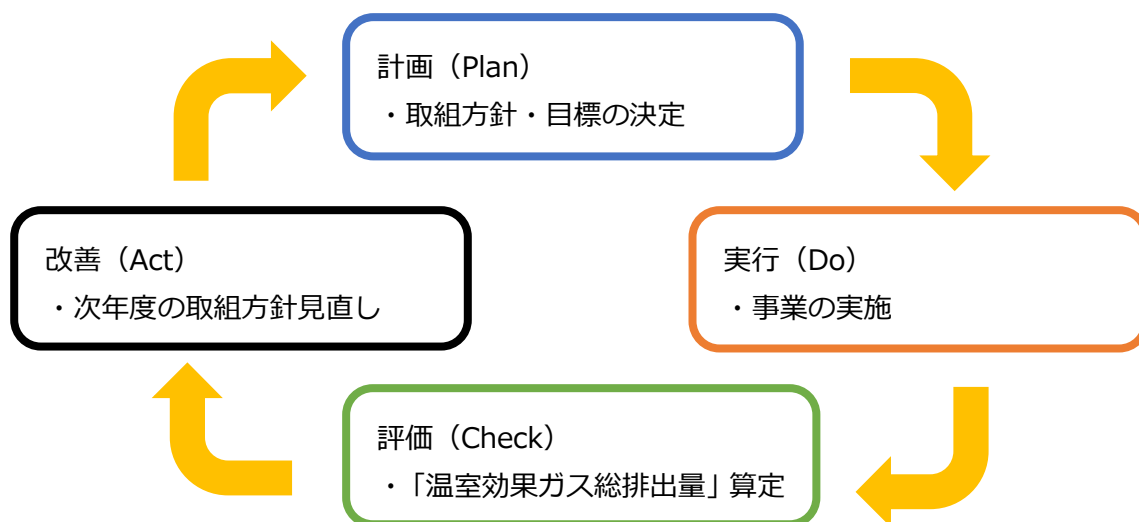 計画（Plan）
・取組方針・目標の決定
実行（Do）
・事業の実施
評価（Check）
・「温室効果ガス総排出量」算定
改善（Act）
・次年度の取組方針見直し